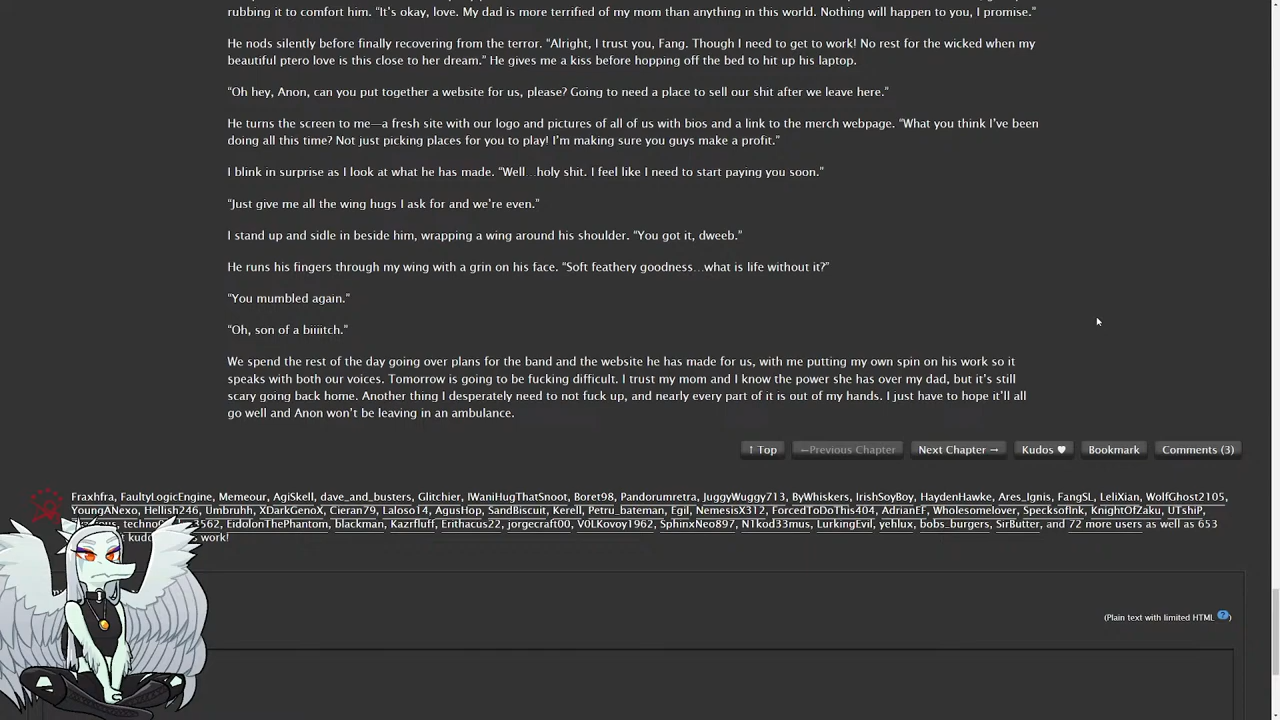 rubbing it to comfort him. “It’s okay, love. My dad is more terrified of my mom than anything in this world. Nothing will happen to you, I promise.”
He nods silently before finally recovering from the terror. “Alright, I trust you, Fang. Though I need to get to work! No rest for the wicked when my
beautiful ptero love is this close to her dream.” He gives me a kiss before hopping off the bed to hit up his laptop.
“Oh hey, Anon, can you put together a website for us, please? Going to need a place to sell our shit after we leave here.”
He turns the screen to me—a fresh site with our logo and pictures of all of us with bios and a link to the merch webpage. “What you think I’ve been
doing all this time? Not just picking places for you to play! I’m making sure you guys make a profit.”
I blink in surprise as I look at what he has made. “Well…holy shit. I feel like I need to start paying you soon.”
“Just give me all the wing hugs I ask for and we’re even.”
I stand up and sidle in beside him, wrapping a wing around his shoulder. “You got it, dweeb.”
He runs his fingers through my wing with a grin on his face. “Soft feathery goodness…what is life without it?”
“You mumbled again.”
“Oh, son of a biiiitch.”
We spend the rest of the day going over plans for the band and the website he has made for us, with me putting my own spin on his work so it
speaks with both our voices. Tomorrow is going to be fucking difficult. I trust my mom and I know the power she has over my dad, but it’s still
scary going back home. Another thing I desperately need to not fuck up, and nearly every part of it is out of my hands. I just have to hope it’ll all
go well and Anon won’t be leaving in an ambulance.
↑ Top ←Previous Chapter Next Chapter → Kudos ♥ Bookmark Comments (3)
Fraxhfra, FaultyLogicEngine, Memeour, AgiSkell, dave_and_busters, Glitchier, IWaniHugThatSnoot, Boret98, Pandorumretra, JuggyWuggy713, ByWhiskers, IrishSoyBoy, HaydenHawke, Ares_Ignis, FangSL, LeliXian, WolfGhost2105,
YoungANexo, Hellish246, Umbruhh, XDarkGenoX, Cieran79, Laloso14, AgusHop, SandBiscuit, Kerell, Petru_bateman, Egil, NemesisX312, ForcedToDoThis404, AdrianEF, Wholesomelover, SpecksofInk, KnightOfZaku, UTshiP,
3562, EidolonThePhantom, blackman, Kazrfluff, Erithacus22, jorgecraft00, V0LKovoy1962, SphinxNeo897, N1kod33mus, LurkingEvil, yehlux, bobs_burgers, SirButter, and 72 more users as well as 653
work!
(Plain text with limited HTML ?)